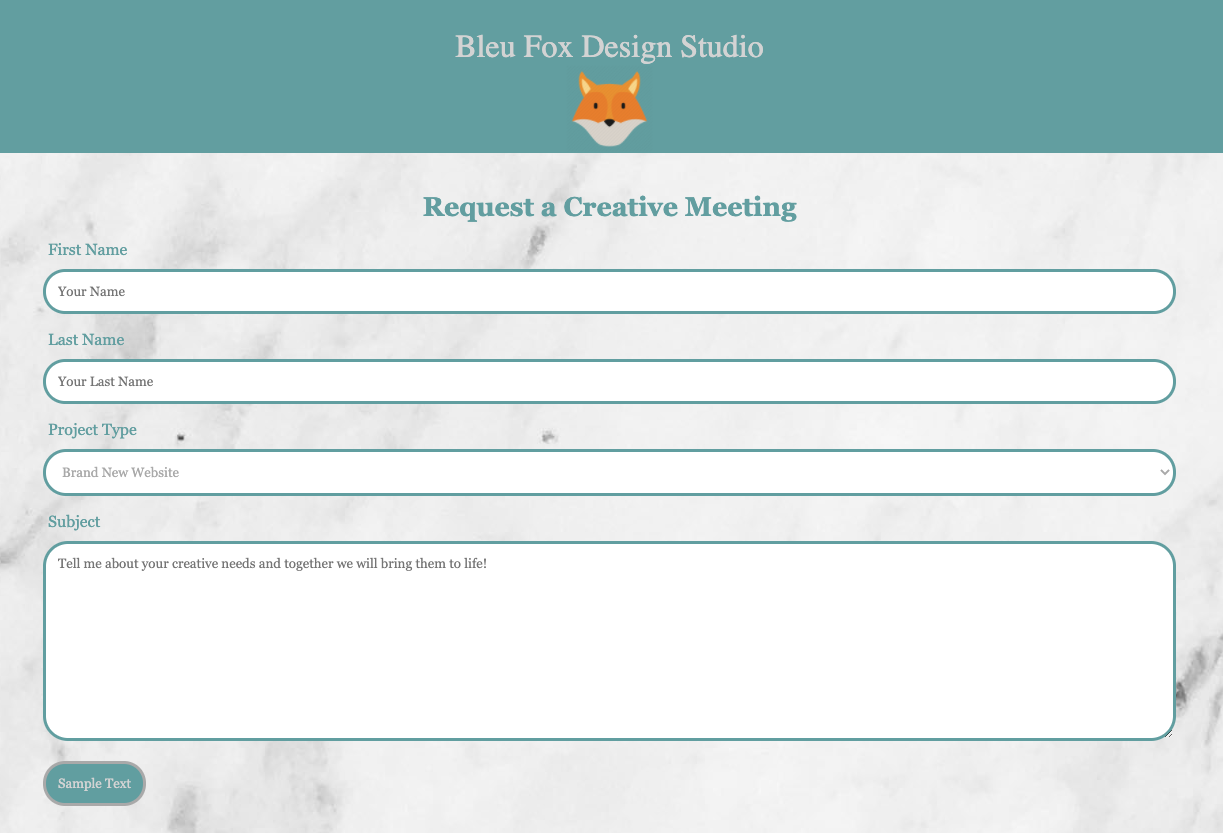 Bleu Fox Design Studio
Request a Creative Meeting
First Name
Your Name
Last Name
Your Last Name
Project Type
Brand New Website
Subject
Tell me about your creative needs and together we will bring them to life!
Sample Text